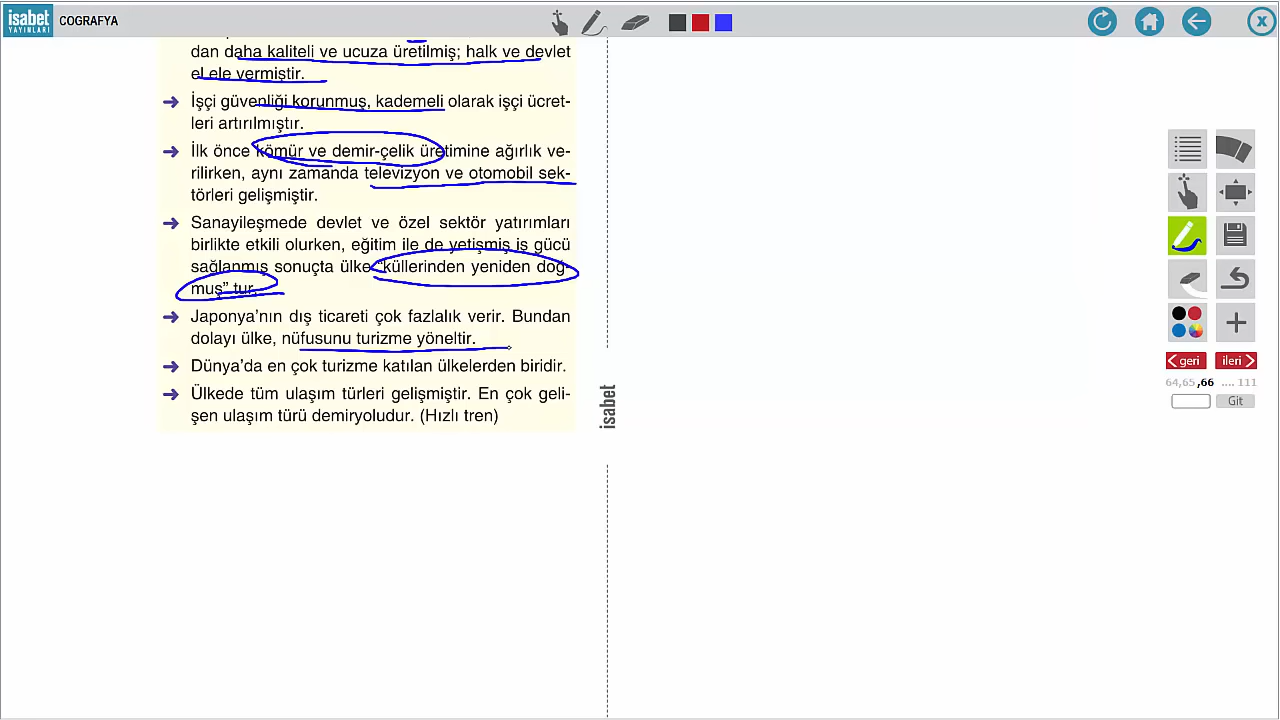 isabet
YAYINLARI
COGRAFYA
dan daha kaliteli ve ucuza üretilmiş; halk ve devlet
el ele vermiştir.
➔ İşçi güvenliği korunmuş, kademeli olarak işçi ücret-
leri artırılmıştır.
➔ İlk önce kömür ve demir-çelik üretimine ağırlık ve-
rilirken, aynı zamanda televizyon ve otomobil sek-
törleri gelişmiştir.
➔ Sanayileşmede devlet ve özel sektör yatırımları
birlikte etkili olurken, eğitim ile de yetişmiş iş gücü
sağlanmış sonuçta ülke “küllerinden yeniden doğ-
muş” tur.
➔ Japonya’nın dış ticareti çok fazlalık verir. Bundan
dolayı ülke, nüfusunu turizme yöneltir.
➔ Dünya’da en çok turizme katılan ülkelerden biridir.
➔ Ülkede tüm ulaşım türleri gelişmiştir. En çok geli-
şen ulaşım türü demiryoludur. (Hızlı tren)
isabet
geri
ileri
64,65,66 .... 111
Git